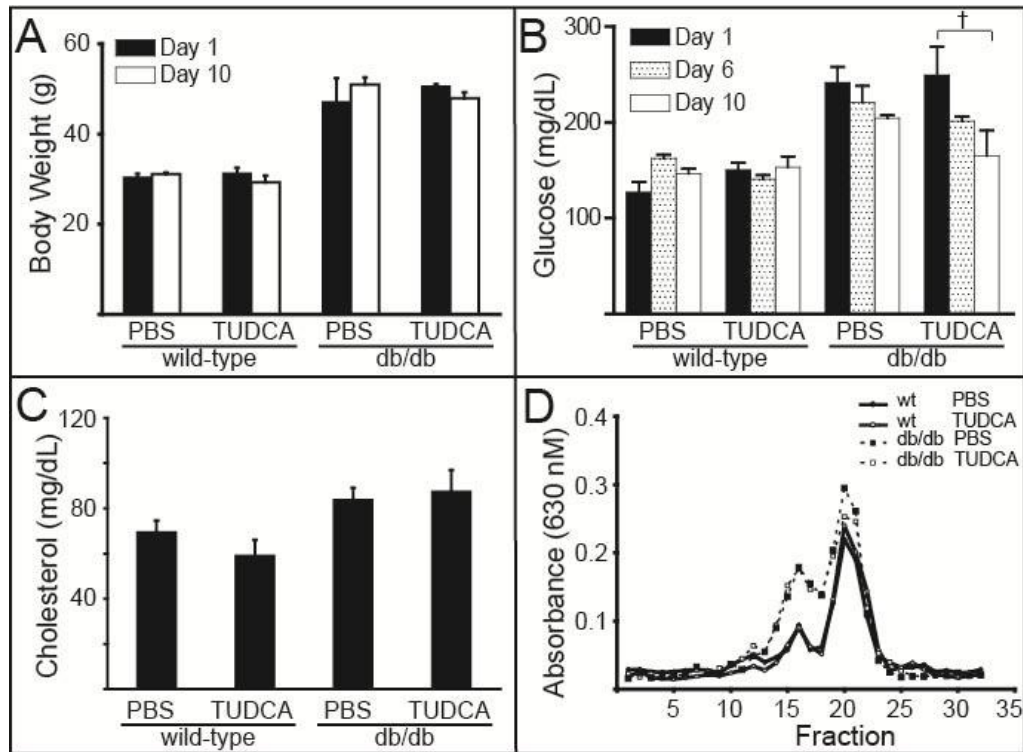 A
Body Weight (g)
60
40
20
Day 1
Day 10
PBS TUDCA PBS TUDCA
wild-type db/db
B
Glucose (mg/dL)
300
200
100
Day 1
Day 6
Day 10
†
PBS TUDCA PBS TUDCA
wild-type db/db
C
Cholesterol (mg/dL)
120
80
40
PBS TUDCA PBS TUDCA
wild-type db/db
D
Absorbance (630 nM)
0.4
0.3
0.2
0.1
wt PBS
wt TUDCA
db/db PBS
db/db TUDCA
5 10 15 20 25 30 35
Fraction